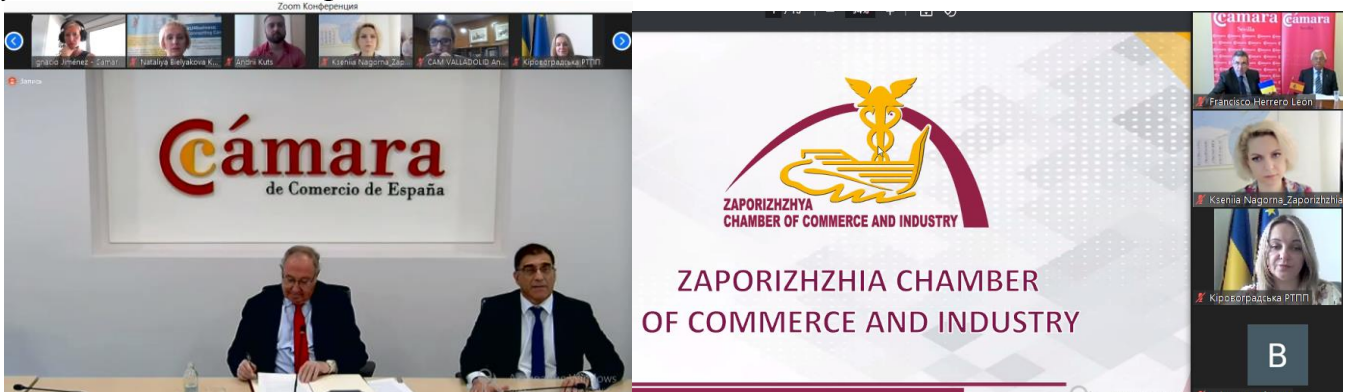 Zoom Конференция
gnacio Jiménez - Camar
Nataliya Bielyakova K...
Andrii Kuts
Kseniia Nagorna_Zap...
CAM VALLADOLID An...
Кіровоградська РТПП
Запись
Cámara
de Comercio de España
ZAPORIZHZHYA
CHAMBER OF COMMERCE AND INDUSTRY
ZAPORIZHZHIA CHAMBER
OF COMMERCE AND INDUSTRY
Cámara Cámara
Sevilla
Francisco Herrero León
Kseniia Nagorna_Zaporizhzhia
Кіровоградська РТПП
B